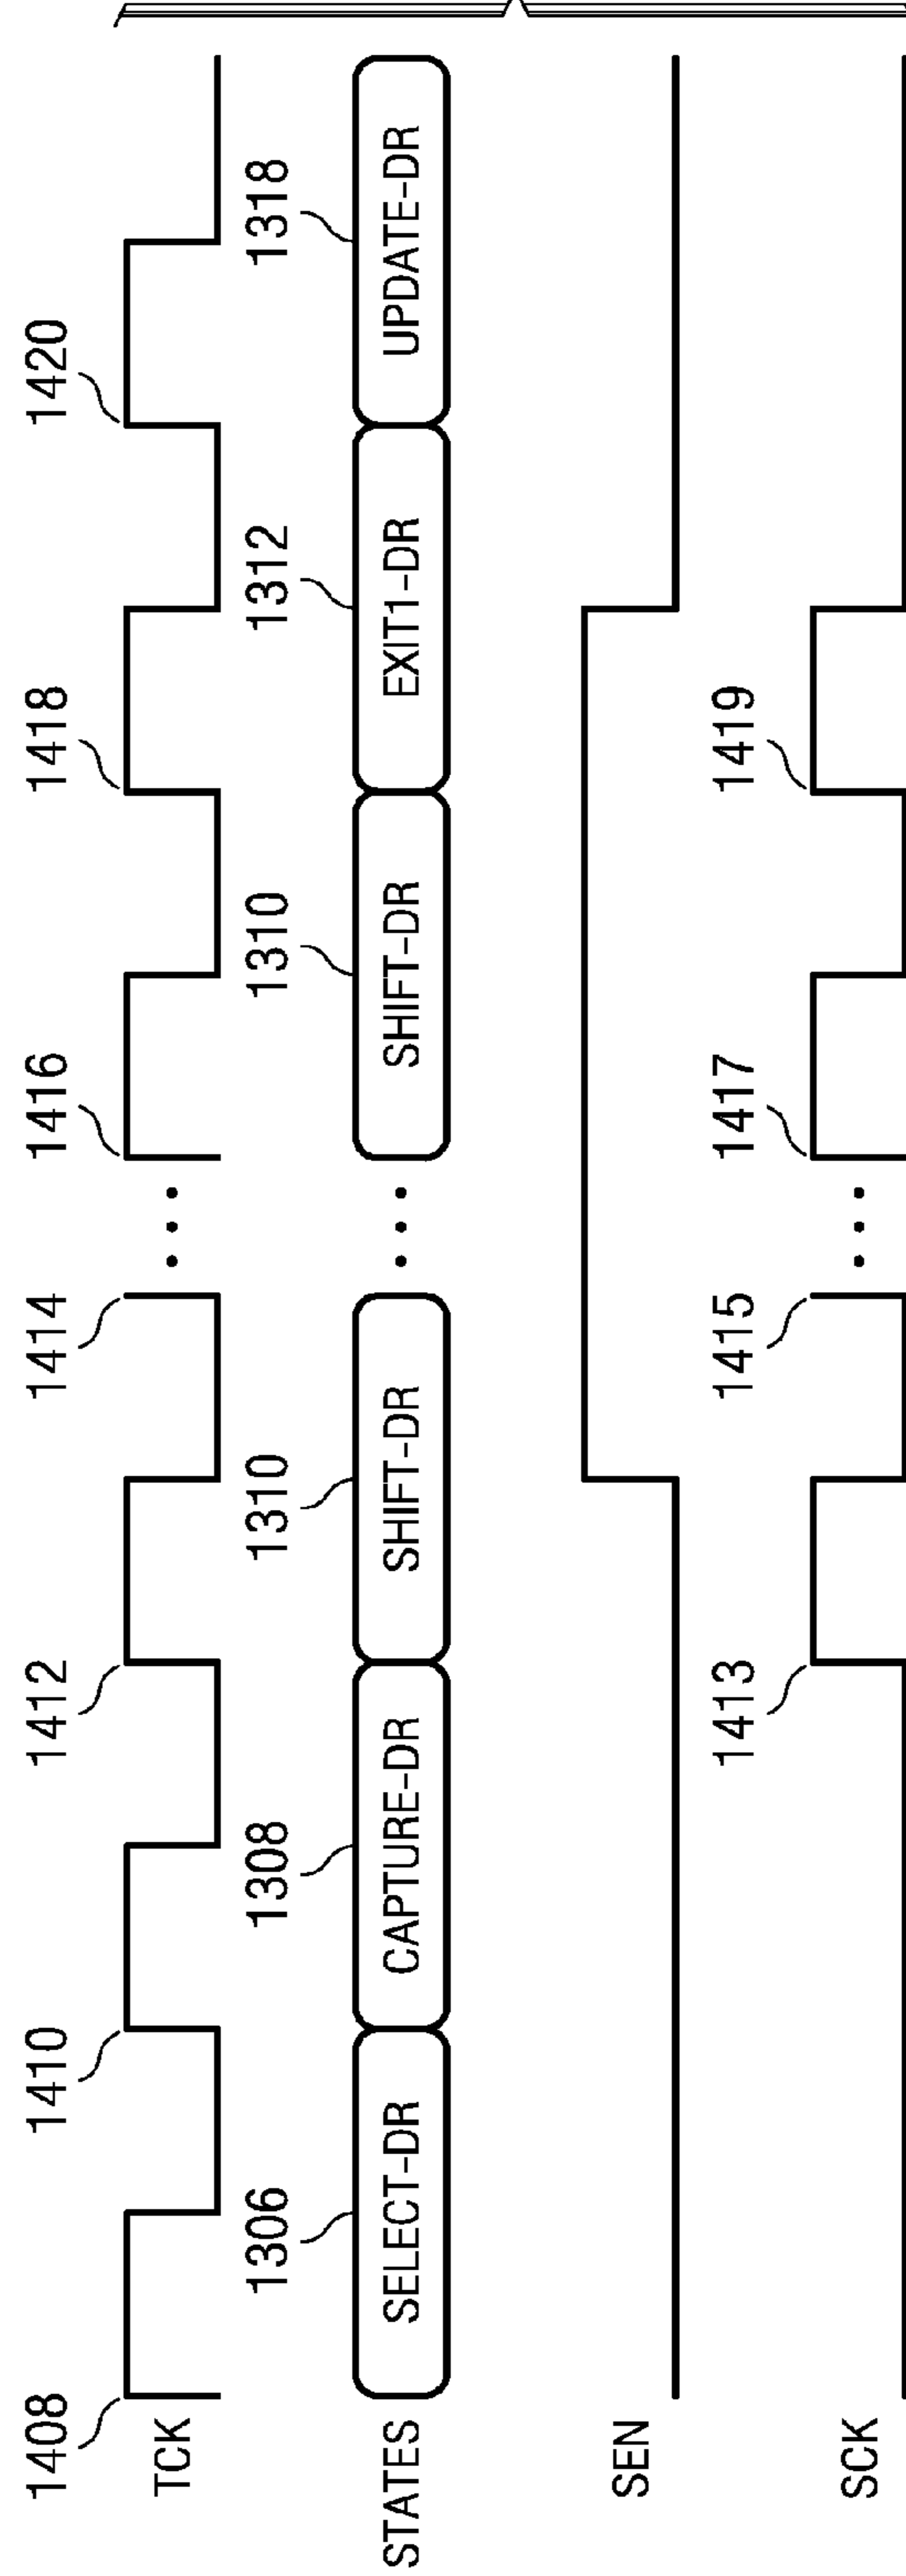 1408 1410 1412 1414 1416 1418 1420
TCK
1306 1308 1310 1310 1312 1318
STATES SELECT-DR CAPTURE-DR SHIFT-DR SHIFT-DR EXIT1-DR UPDATE-DR
SEN
1413 1415 1417 1419
SCK